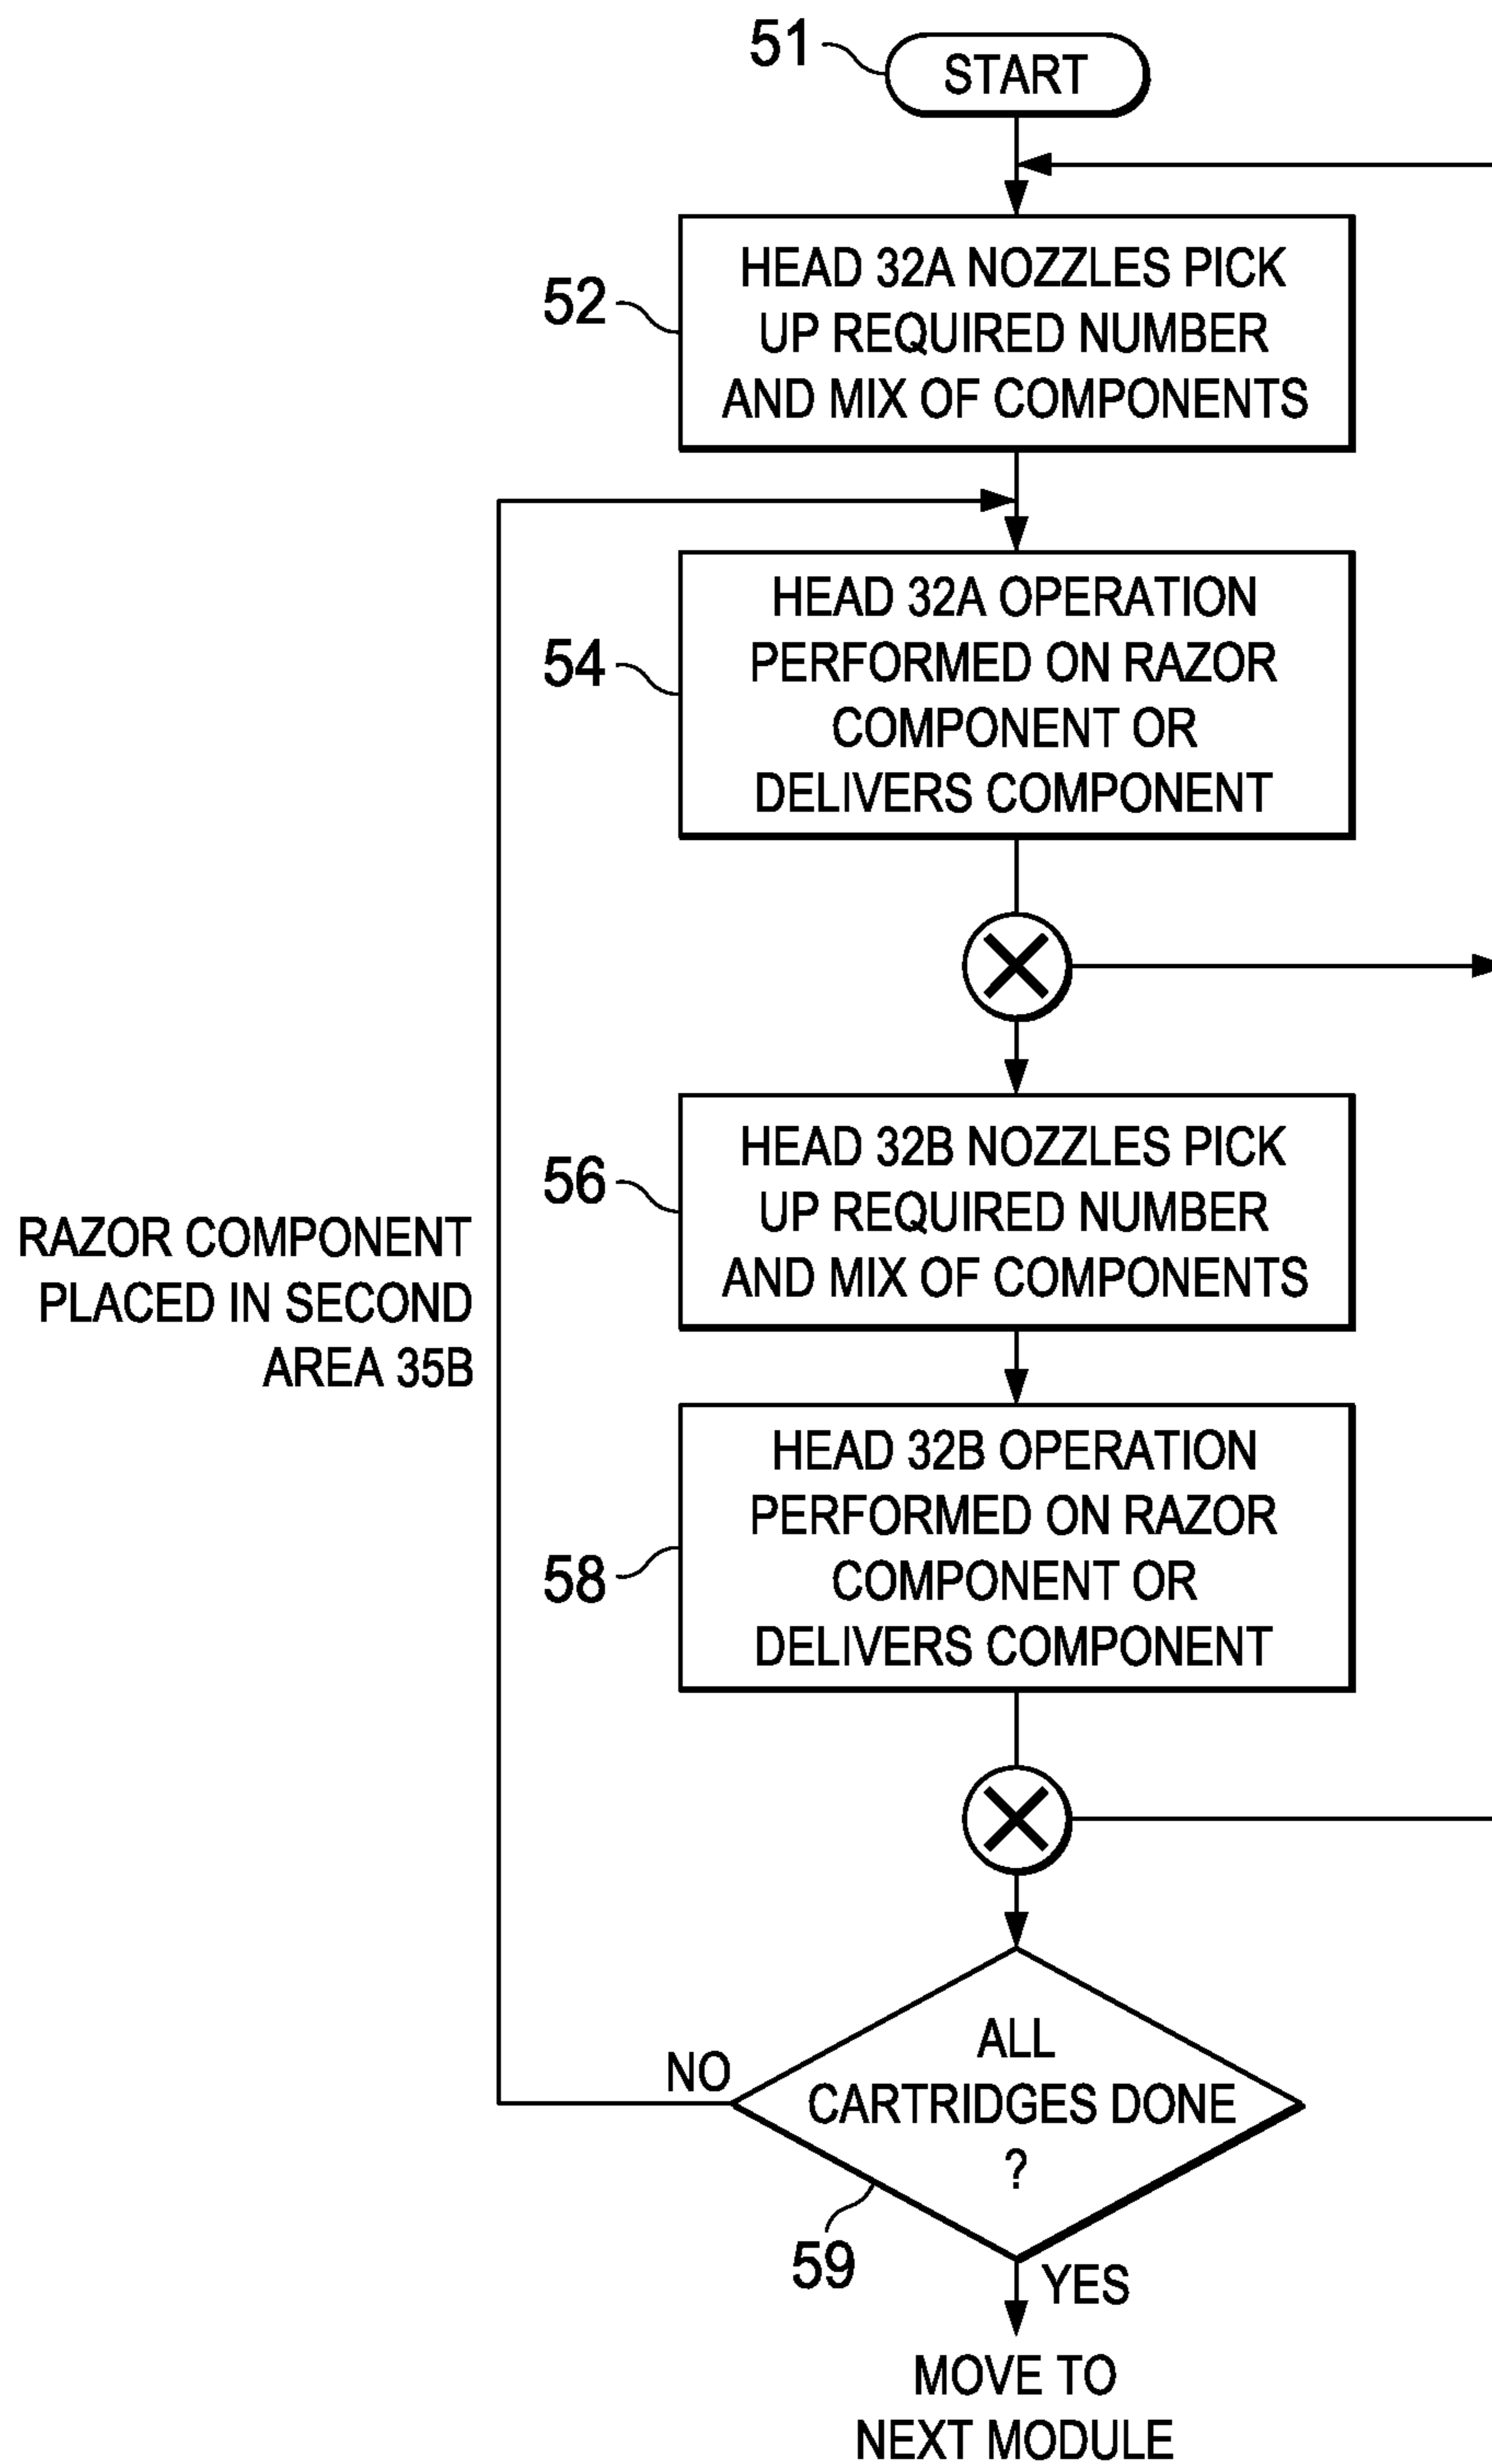 51
START
52
HEAD 32A NOZZLES PICK
UP REQUIRED NUMBER
AND MIX OF COMPONENTS
54
HEAD 32A OPERATION
PERFORMED ON RAZOR
COMPONENT OR
DELIVERS COMPONENT
56
HEAD 32B NOZZLES PICK
UP REQUIRED NUMBER
AND MIX OF COMPONENTS
RAZOR COMPONENT
PLACED IN SECOND
AREA 35B
58
HEAD 32B OPERATION
PERFORMED ON RAZOR
COMPONENT OR
DELIVERS COMPONENT
NO
ALL
CARTRIDGES DONE
?
59
YES
MOVE TO
NEXT MODULE